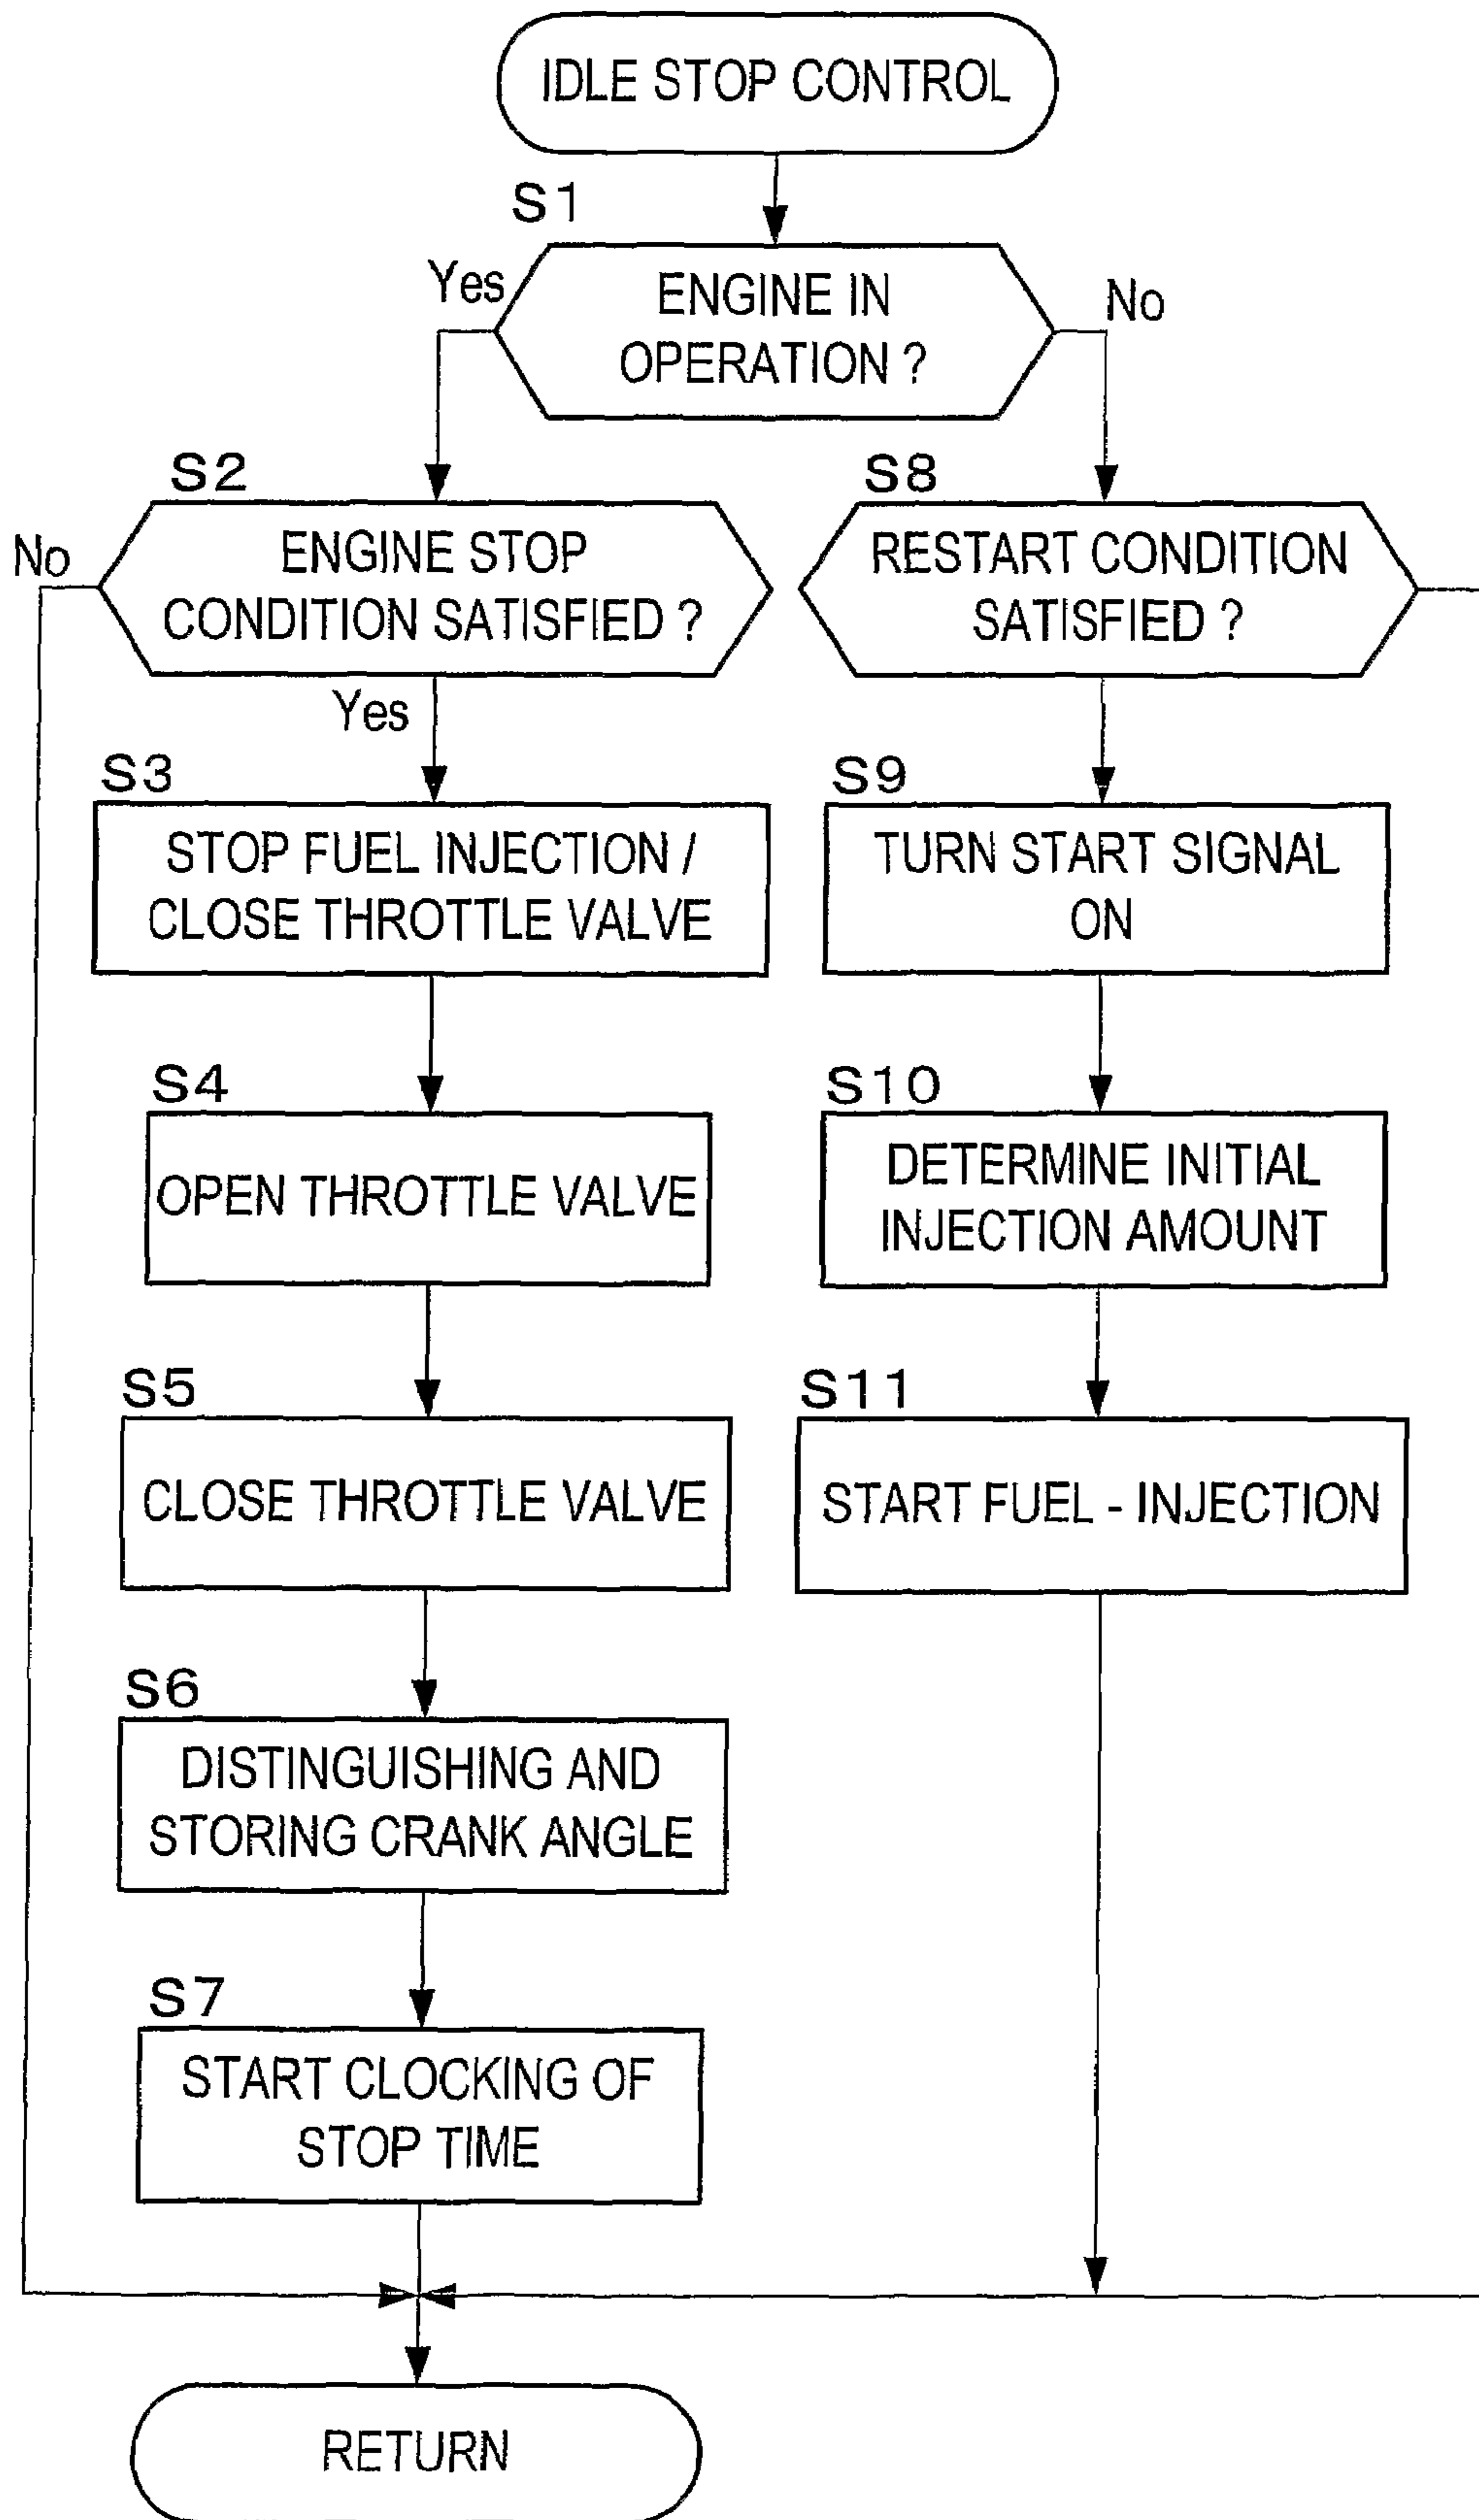 IDLE STOP CONTROL
S1
Yes
ENGINE IN
OPERATION ?
No
S2
No
ENGINE STOP
CONDITION SATISFIED ?
Yes
S8
RESTART CONDITION
SATISFIED ?
S3
STOP FUEL INJECTION /
CLOSE THROTTLE VALVE
S9
TURN START SIGNAL
ON
S4
OPEN THROTTLE VALVE
S10
DETERMINE INITIAL
INJECTION AMOUNT
S5
CLOSE THROTTLE VALVE
S11
START FUEL - INJECTION
S6
DISTINGUISHING AND
STORING CRANK ANGLE
S7
START CLOCKING OF
STOP TIME
RETURN